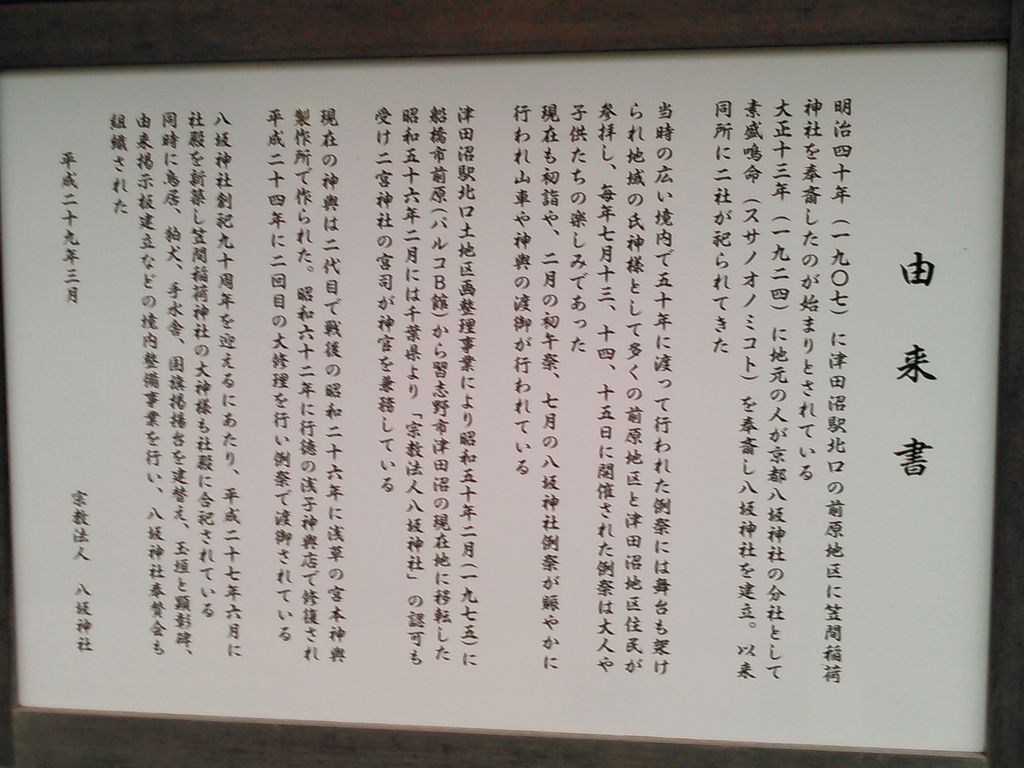 由来書
明治四十年（一九〇七）に津田沼駅北口の前原地区に笠間稲荷
神社を奉斎したのが始まりとされている
大正十三年（一九二四）に地元の人が京都八坂神社の分社として
素盛鳴命（スサノオノミコト）を奉斎し八坂神社を建立。以来
同所に二社が祀られてきた
当時の広い境内で五十年に渡って行われた例祭には舞台も架け
られ地域の氏神様として多くの前原地区と津田沼地区住民が
参拝し、毎年七月十三、十四、十五日に開催された例祭は大人や
子供たちの楽しみであった
現在も初詣や、二月の初午祭、七月の八坂神社例祭が賑やかに
行われ山車や神輿の渡御が行われている
津田沼駅北口土地区画整理事業により昭和五十年二月(一九七五)に
船橋市前原(パルコB館)から習志野市津田沼の現在地に移転した
昭和五十六年二月には千葉県より「宗教法人八坂神社」の認可も
受け二宮神社の宮司が神官を兼務している
現在の神輿は二代目で戦後の昭和二十六年に浅草の宮本神輿
製作所で作られた。昭和六十二年に行徳の浅子神輿店で修復され
平成二十四年に二回目の大修理を行い例祭で渡御されている
八坂神社創祀九十周年を迎えるにあたり、平成二十七年六月に
社殿を新築し笠間稲荷神社の大神様も社殿に合祀されている
同時に鳥居、狛犬、手水舎、国旗掲揚台を建替え、玉垣と顕彰碑、
由来掲示板建立などの境内整備事業を行い、八坂神社奉賛会も
組織された
平成二十九年三月
宗教法人　八坂神社